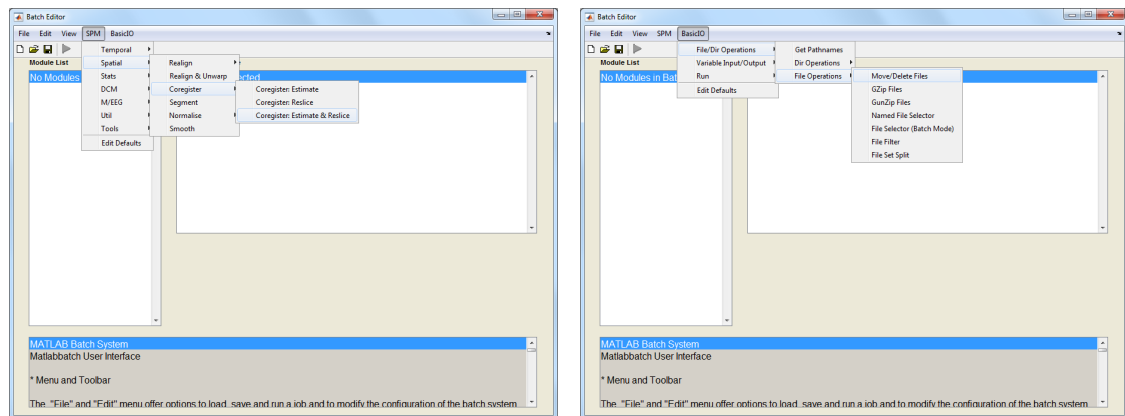 Batch Editor
File Edit View SPM BasicIO
Module List
No Modules
Temporal
Spatial
Stats
DCM
M/EEG
Util
Tools
Edit Defaults
Realign
Realign & Unwarp
Coregister
Segment
Normalise
Smooth
Coregister: Estimate
Coregister: Reslice
Coregister: Estimate & Reslice
MATLAB Batch System
Matlabbatch User Interface
* Menu and Toolbar
The "File" and "Edit" menu offer options to load, save and run a job and to modify the configuration of the batch system.
Batch Editor
File Edit View SPM BasicIO
Module List
No Modules in Bat
File/Dir Operations
Variable Input/Output
Run
Edit Defaults
Get Pathnames
Dir Operations
File Operations
Move/Delete Files
GZip Files
GunZip Files
Named File Selector
File Selector (Batch Mode)
File Filter
File Set Split
MATLAB Batch System
Matlabbatch User Interface
* Menu and Toolbar
The "File" and "Edit" menu offer options to load, save and run a job and to modify the configuration of the batch system.